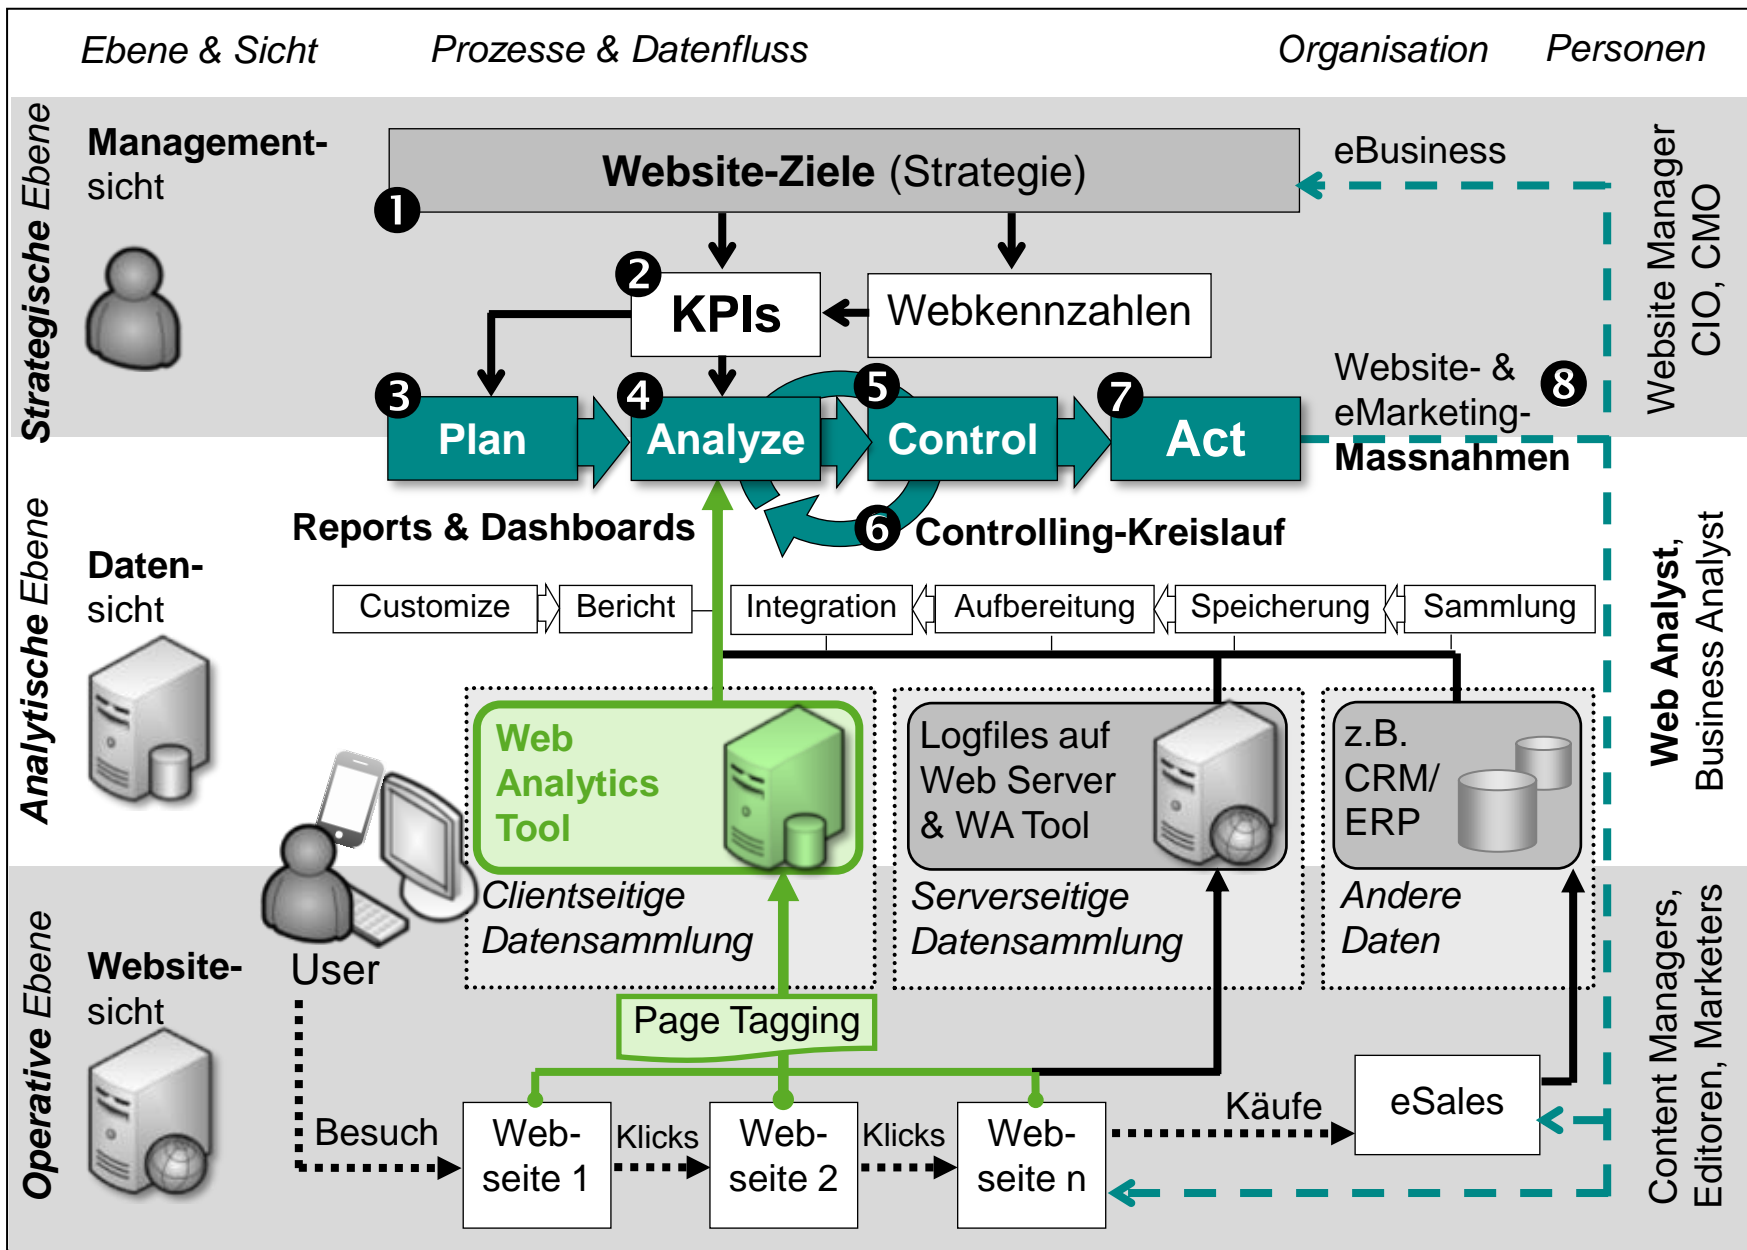 Ebene & Sicht
Prozesse & Datenfluss
Organisation
Personen
Strategische Ebene
Management-
sicht
Website-Ziele (Strategie)
1
eBusiness
Website Manager
CIO, CMO
2
KPIs
Webkennzahlen
3
Plan
4
Analyze
5
Control
7
Act
Website- &
eMarketing-
Massnahmen
8
Reports & Dashboards
6
Controlling-Kreislauf
Analytische Ebene
Daten-
sicht
Customize
Bericht
Integration
Aufbereitung
Speicherung
Sammlung
Web Analyst,
Business Analyst
Web
Analytics
Tool
Logfiles auf
Web Server
& WA Tool
z.B.
CRM/
ERP
Clientseitige
Datensammlung
Serverseitige
Datensammlung
Andere
Daten
Operative Ebene
Website-
sicht
User
Page Tagging
Content Managers,
Editoren, Marketers
Besuch
Web-
seite 1
Klicks
Web-
seite 2
Klicks
Web-
seite n
Käufe
eSales